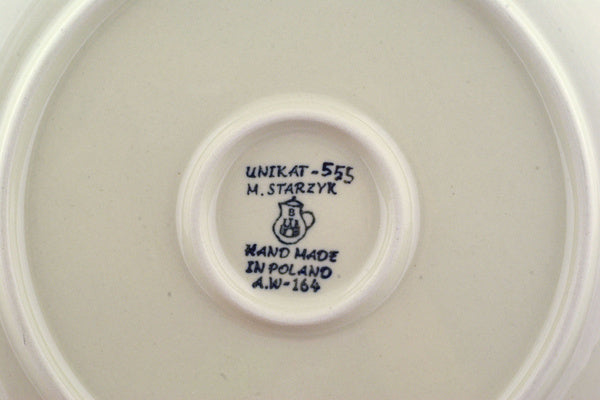 UNIKAT-555
M. STARZYK
B
HAND MADE
IN POLAND
A.W-164